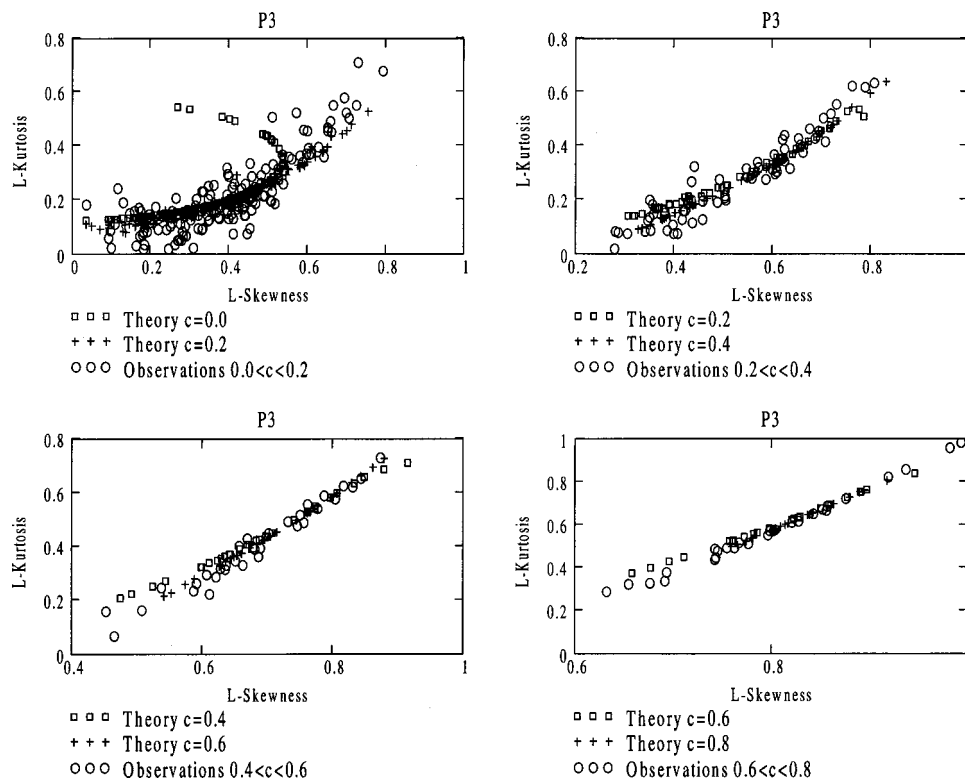 P3
0.8
0.6
0.4
0.2
0
0 0.2 0.4 0.6 0.8 1
L-Kurtosis
L-Skewness
Theory c=0.0
+++ Theory c=0.2
Observations 0.0<c<0.2
P3
0.8
0.6
0.4
0.2
0
0.2 0.4 0.6 0.8
L-Kurtosis
L-Skewness
Theory c=0.2
+++ Theory c=0.4
Observations 0.2<c<0.4
P3
0.8
0.6
0.4
0.2
0
0.4 0.6 0.8 1
L-Kurtosis
L-Skewness
Theory c=0.4
+++ Theory c=0.6
Observations 0.4<c<0.6
P3
1
0.8
0.6
0.4
0.2
0
0.6 0.8
L-Kurtosis
L-Skewness
Theory c=0.6
+++ Theory c=0.8
Observations 0.6<c<0.8